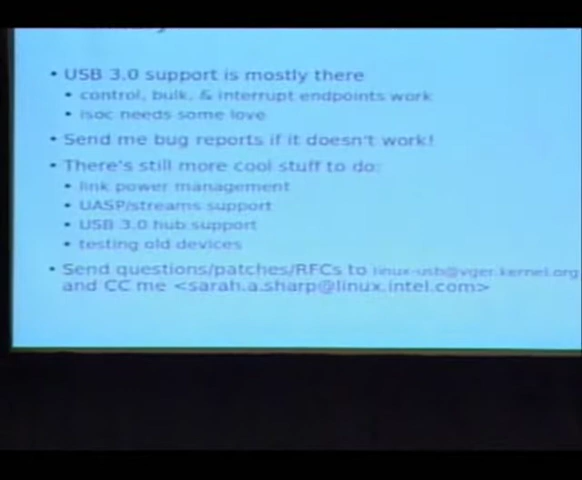 • USB 3.0 support is mostly there
• control, bulk, & interrupt endpoints work
• isoc needs some love
• Send me bug reports if it doesn't work!
• There's still more cool stuff to do:
• link power management
• UASP/streams support
• USB 3.0 hub support
• testing old devices
• Send questions/patches/RFCs to linux-usb@vger.kernel.org
and CC me <sarah.a.sharp@linux.intel.com>